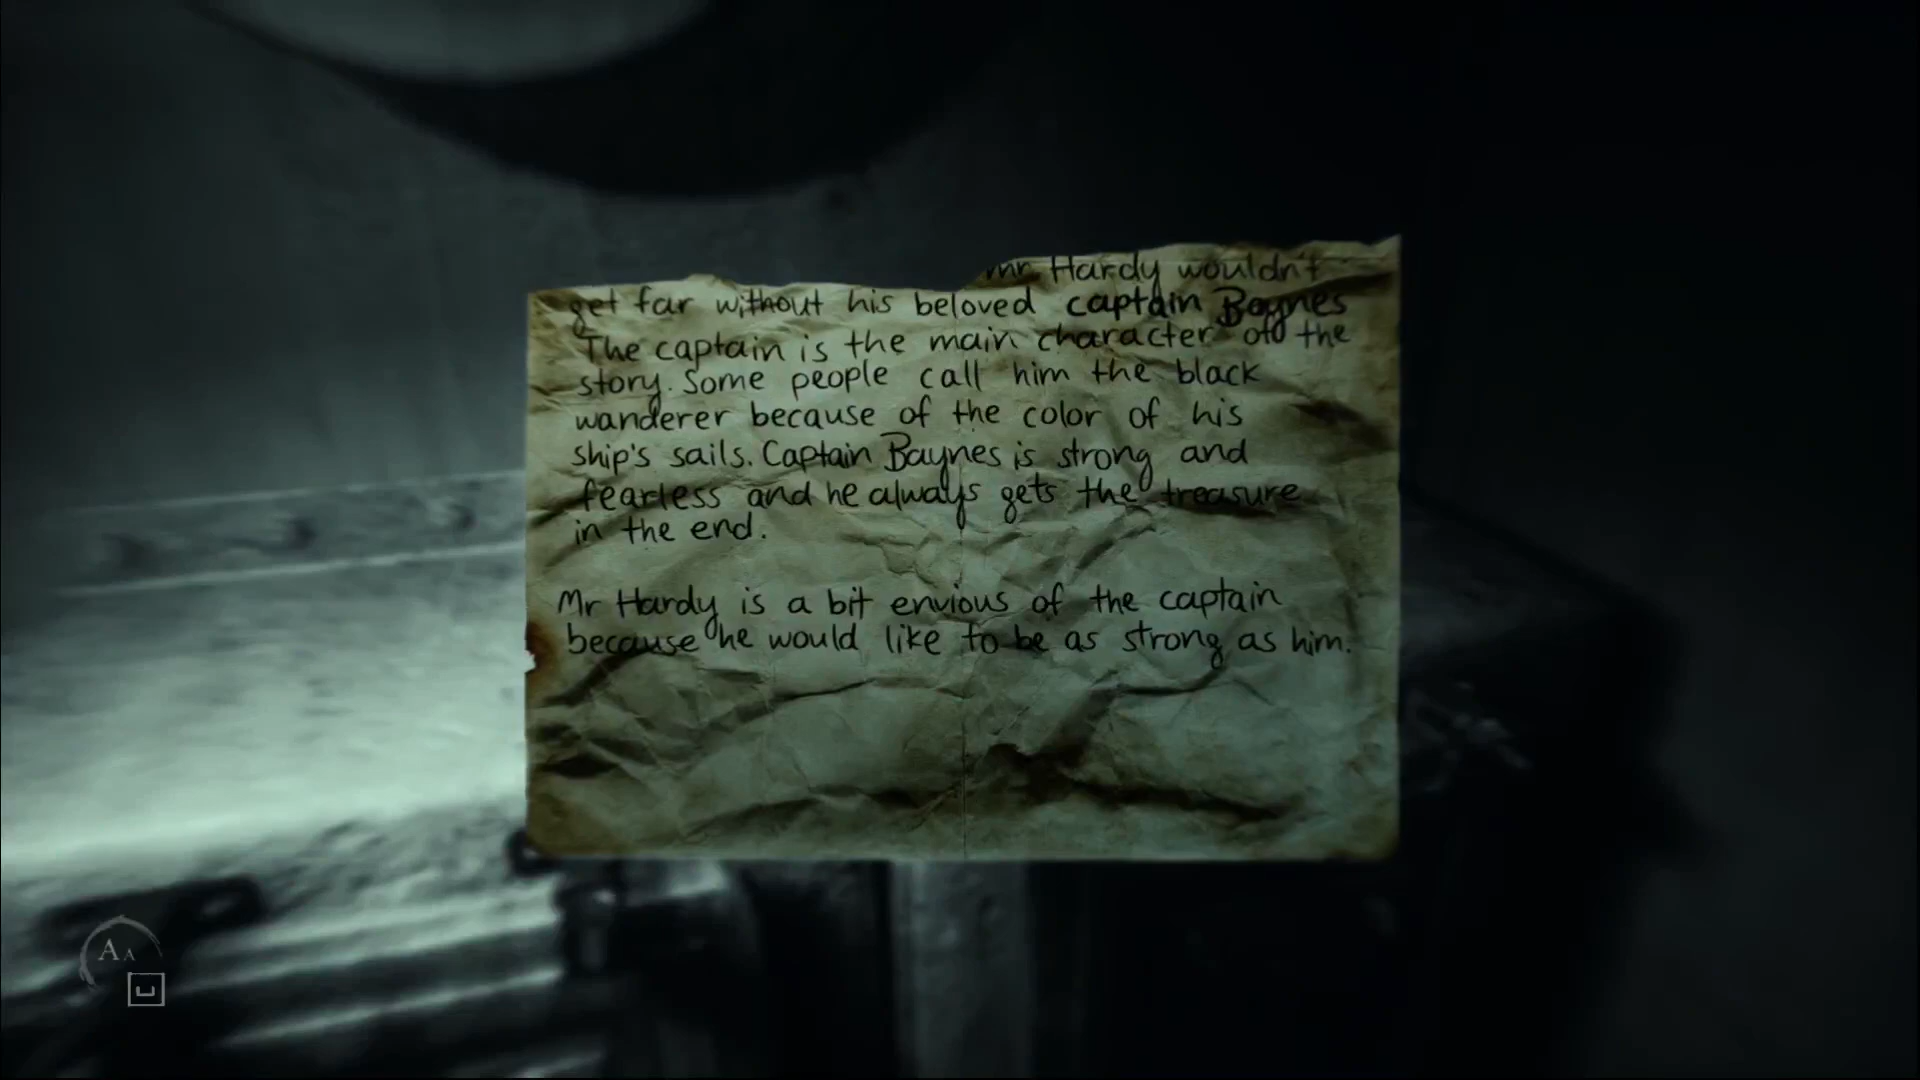 Mr Hardy wouldn't
get far without his beloved captain Baynes
The captain is the main character of the
story. Some people call him the black
wanderer because of the color of his
ship's sails. Captain Baynes is strong and
fearless and he always gets the treasure
in the end.
Mr Hardy is a bit envious of the captain
because he would like to be as strong as him.
AA